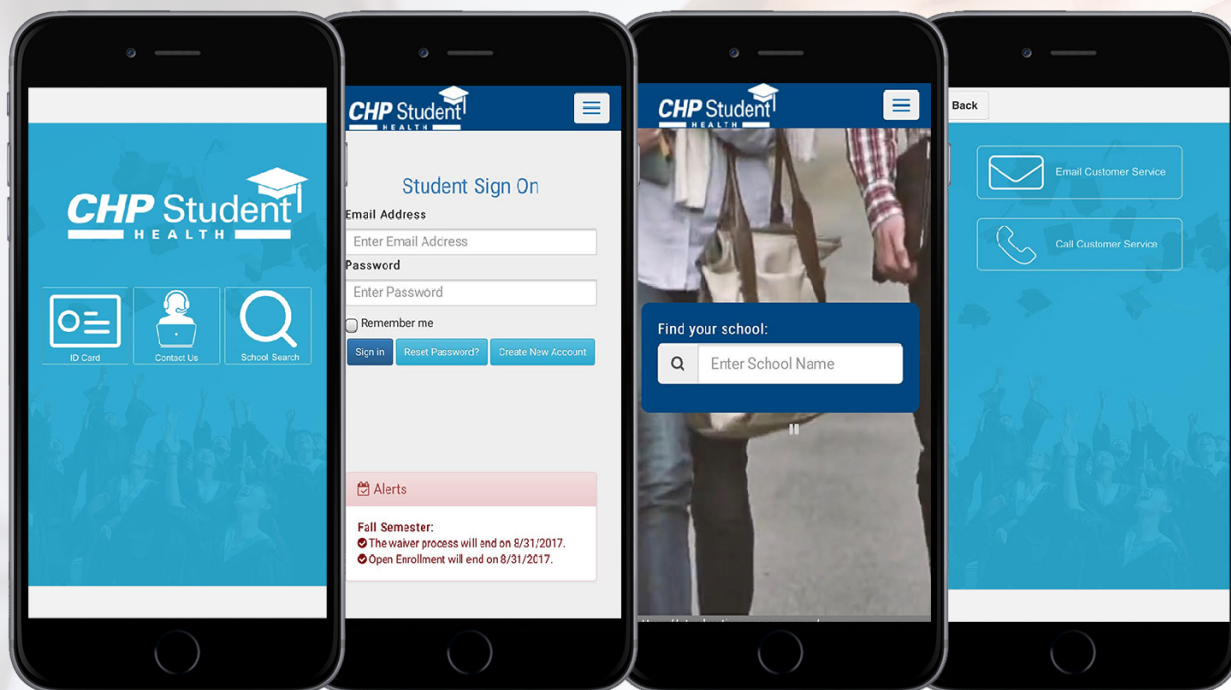 CHP Student
HEALTH
ID Card
Contact Us
School Search
CHP Student
HEALTH
Student Sign On
Email Address
Enter Email Address
Password
Enter Password
Remember me
Sign in
Reset Password?
Create New Account
Alerts
Fall Semester:
The waiver process will end on 8/31/2017.
Open Enrollment will end on 8/31/2017.
CHP Student
HEALTH
Find your school:
Enter School Name
Back
Email Customer Service
Call Customer Service